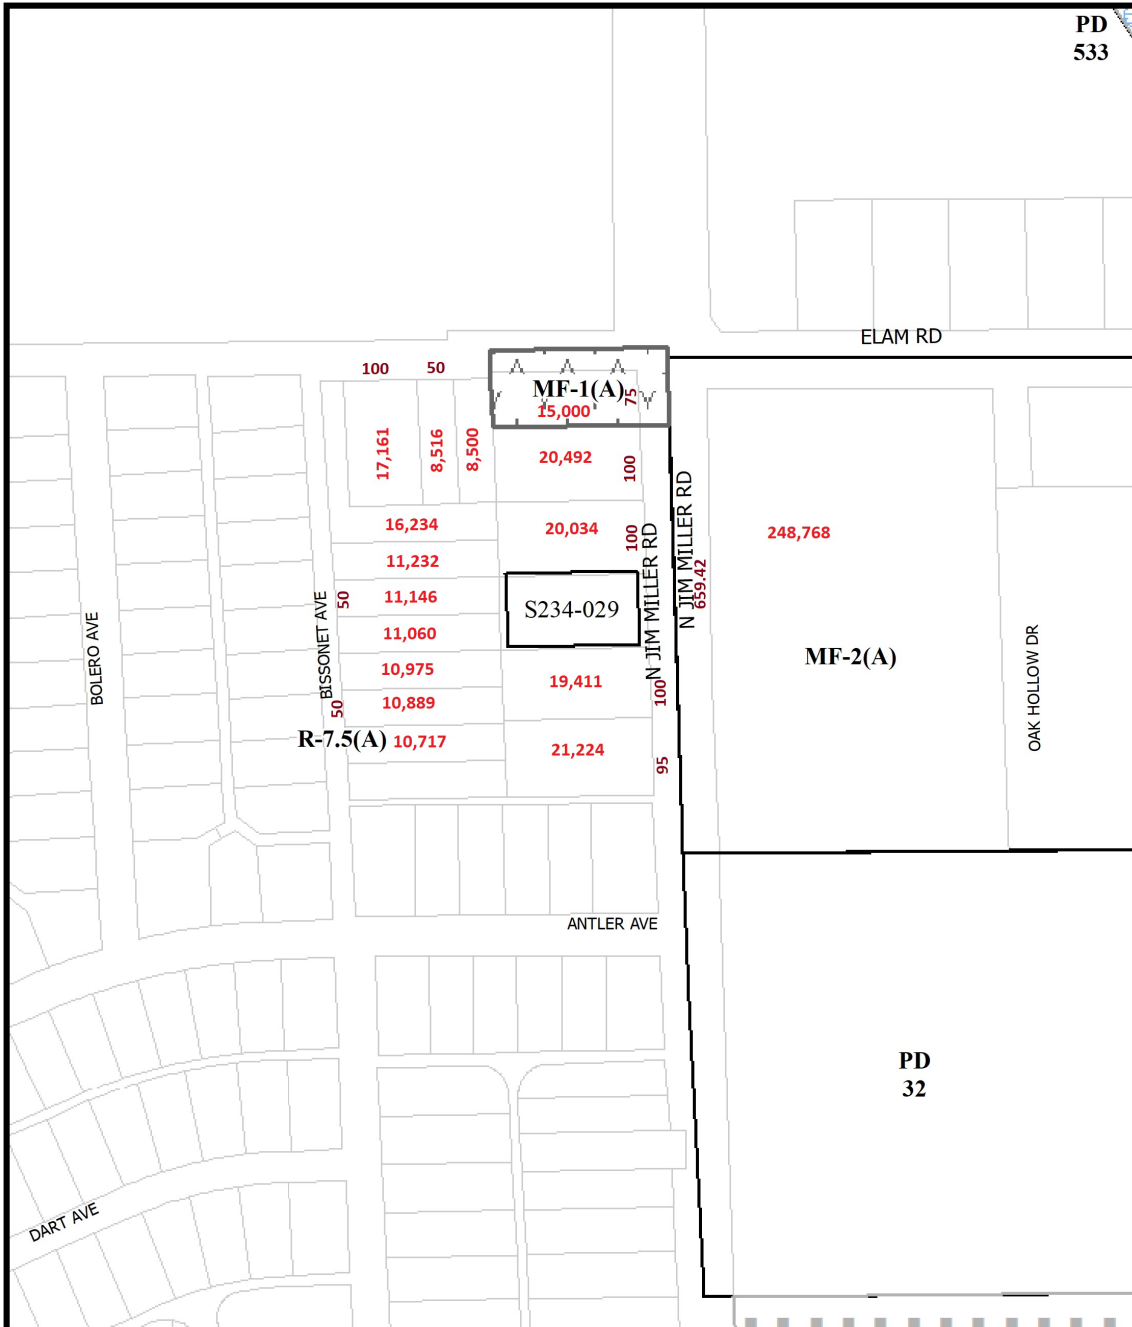 PD
533
ELAM RD
100
50
MF-1(A)
75
15,000
17,161
8,516
8,500
20,492
100
16,234
20,034
100
N JIM MILLER RD
N JIM MILLER RD
248,768
11,232
659.42
11,146
50
S234-029
11,060
BOLERO AVE
BISSONET AVE
MF-2(A)
OAK HOLLOW DR
10,975
19,411
100
10,889
50
R-7.5(A)
10,717
21,224
95
ANTLER AVE
PD
32
DART AVE